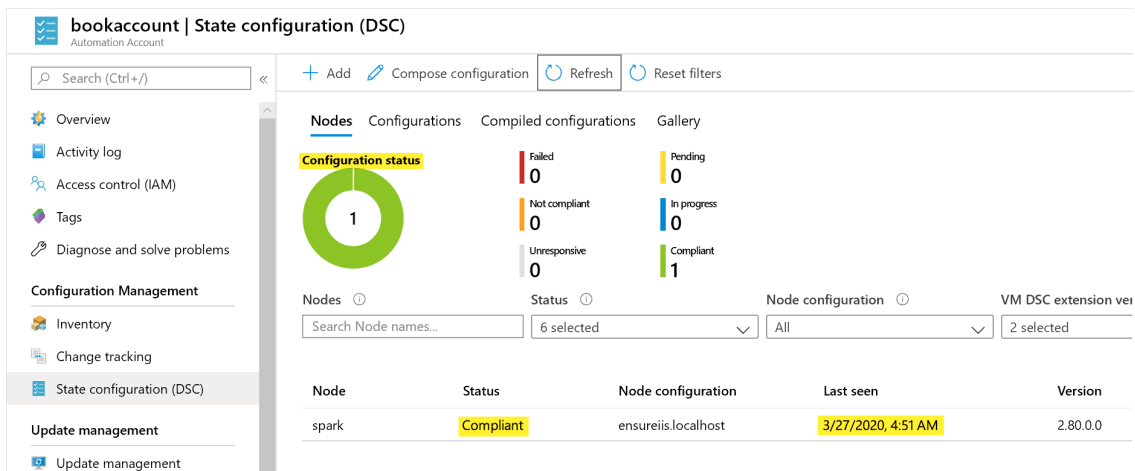 bookaccount | State configuration (DSC)
Automation Account
Search (Ctrl+/)
«
Overview
Activity log
Access control (IAM)
Tags
Diagnose and solve problems
Configuration Management
Inventory
Change tracking
State configuration (DSC)
Update management
Update management
Add Compose configuration Refresh Reset filters
Nodes Configurations Compiled configurations Gallery
Configuration status
1
Failed
0
Pending
0
Not compliant
0
In progress
0
Unresponsive
0
Compliant
1
Nodes Status Node configuration VM DSC extension ver
Search Node names... 6 selected All 2 selected
Node Status Node configuration Last seen Version
spark Compliant ensureiis.localhost 3/27/2020, 4:51 AM 2.80.0.0